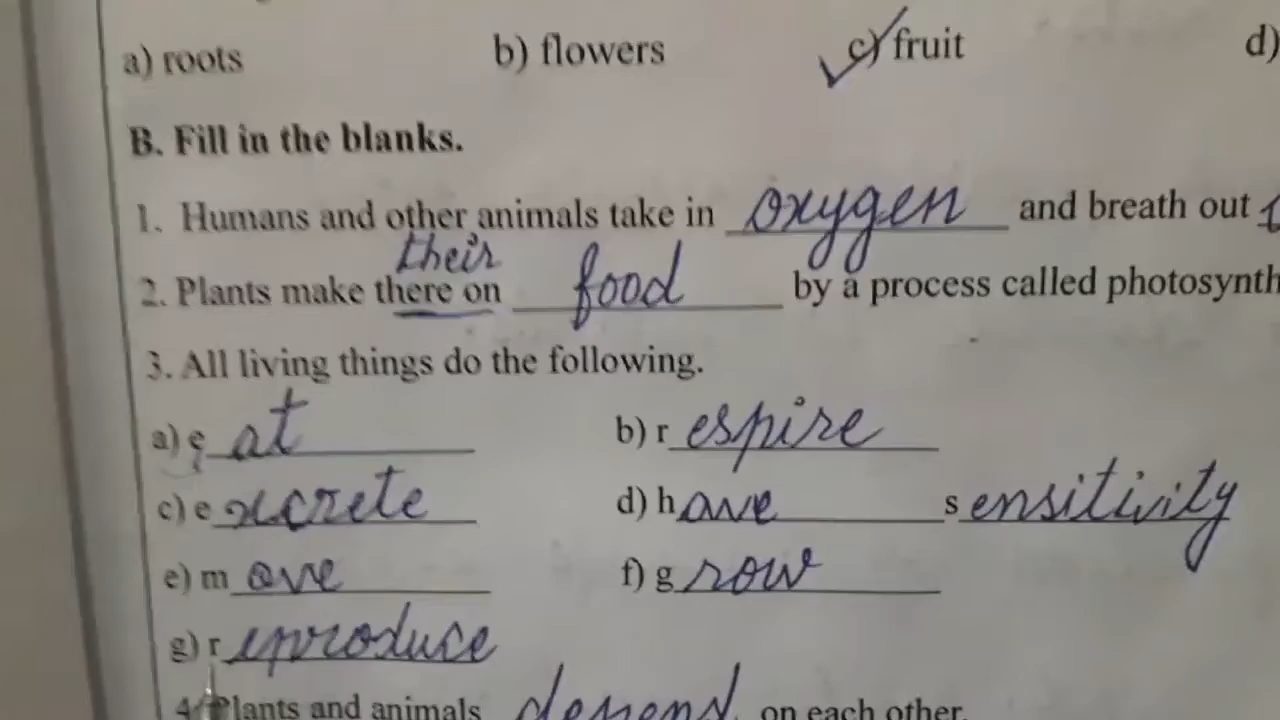 a) roots b) flowers c) fruit d)
B. Fill in the blanks.
1. Humans and other animals take in oxygen and breath out
their
2. Plants make there on food by a process called photosynth
3. All living things do the following.
a) eat b) respire
c) excrete d) have sensitivity
e) move f) grow
g) reproduce
4. Plants and animals depend on each other.